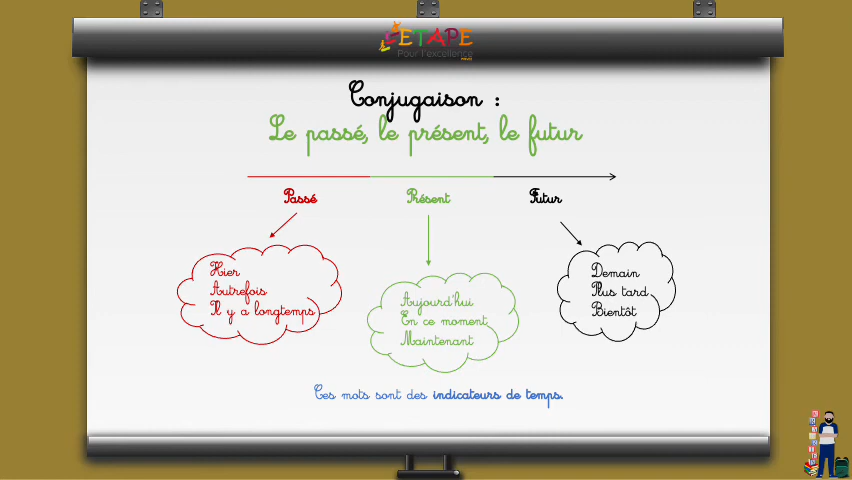 ETAPE
Pour l'excellence
Conjugaison :
Le passé, le présent, le futur
Passé
Présent
Futur
Hier
Autrefois
Il y a longtemps
Aujourd'hui
En ce moment
Maintenant
Demain
Plus tard
Bientôt
Ces mots sont des indicateurs de temps.